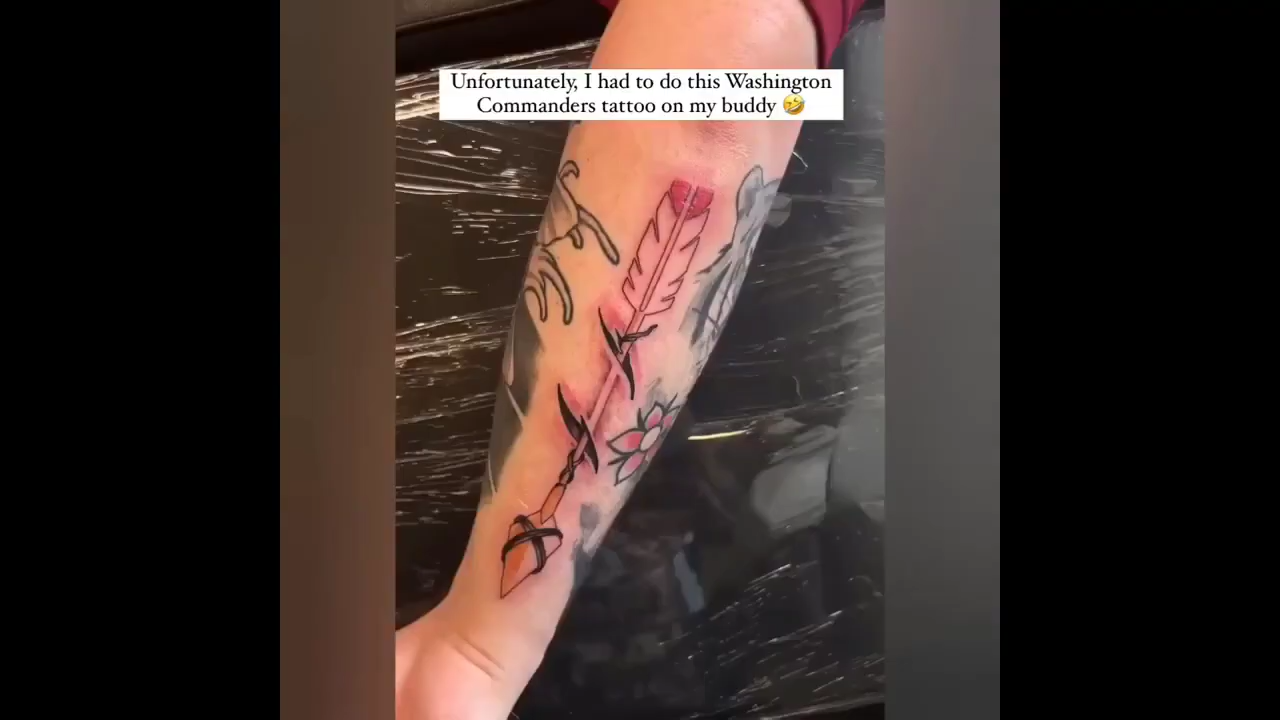 Unfortunately, I had to do this Washington
Commanders tattoo on my buddy 🤣